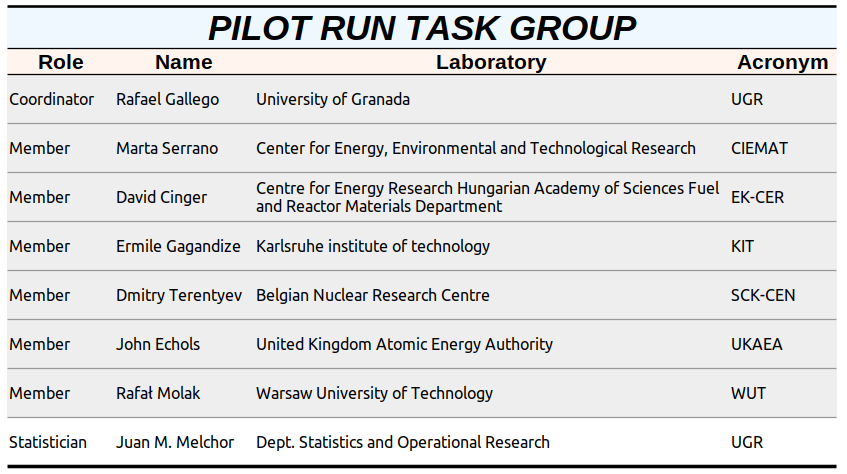 PILOT RUN TASK GROUP
Role Name Laboratory Acronym
Coordinator Rafael Gallego University of Granada UGR
Member Marta Serrano Center for Energy, Environmental and Technological Research CIEMAT
Member David Cinger Centre for Energy Research Hungarian Academy of Sciences Fuel
and Reactor Materials Department EK-CER
Member Ermile Gagandize Karlsruhe institute of technology KIT
Member Dmitry Terentyev Belgian Nuclear Research Centre SCK-CEN
Member John Echols United Kingdom Atomic Energy Authority UKAEA
Member Rafał Molak Warsaw University of Technology WUT
Statistician Juan M. Melchor Dept. Statistics and Operational Research UGR